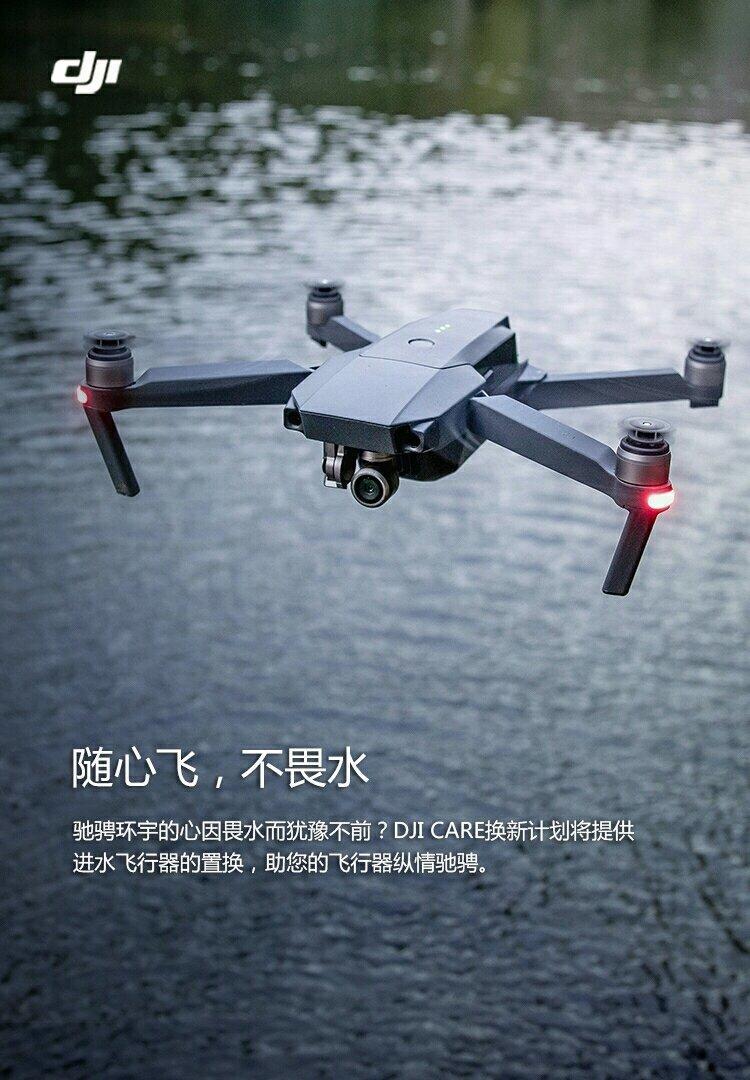 dji
随心飞，不畏水
驰骋环宇的心因畏水而犹豫不前？DJI CARE换新计划将提供
进水飞行器的置换，助您的飞行器纵情驰骋。